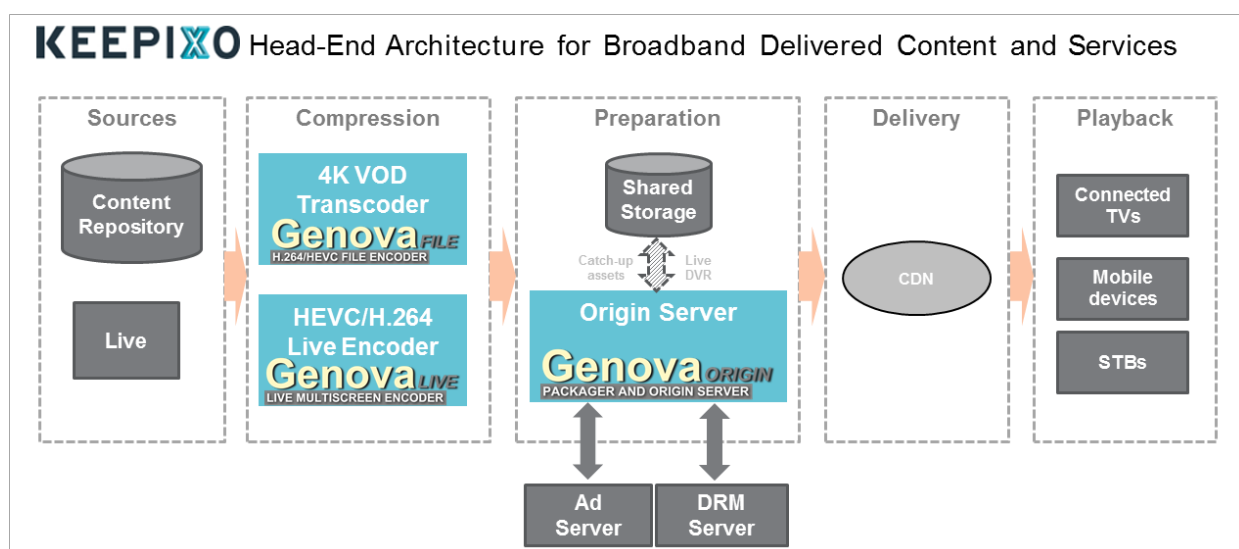 KEEPIXO Head-End Architecture for Broadband Delivered Content and Services
Sources
Content
Repository
Live
Compression
4K VOD
Transcoder
Genova FILE
H.264/HEVC FILE ENCODER
HEVC/H.264
Live Encoder
Genova LIVE
LIVE MULTISCREEN ENCODER
Preparation
Shared
Storage
Catch-up
assets
Live
DVR
Origin Server
Genova ORIGIN
PACKAGER AND ORIGIN SERVER
Ad
Server
DRM
Server
Delivery
CDN
Playback
Connected
TVs
Mobile
devices
STBs